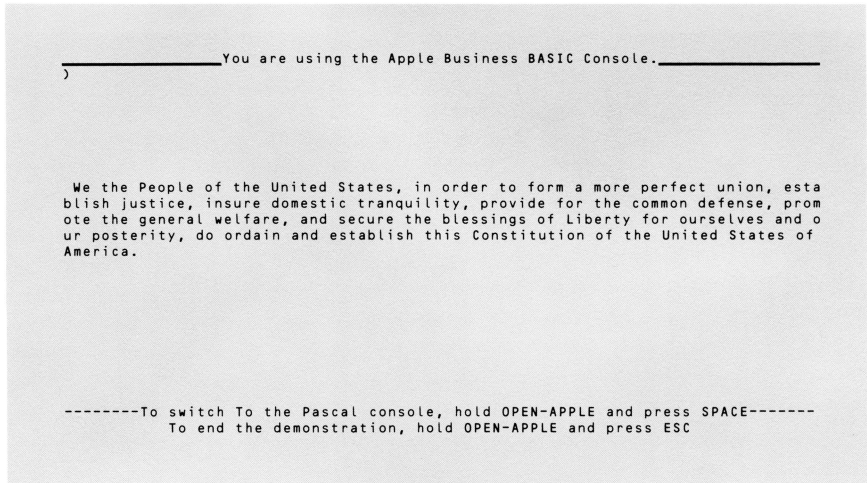 You are using the Apple Business BASIC Console.
)
We the People of the United States, in order to form a more perfect union, esta
blish justice, insure domestic tranquility, provide for the common defense, prom
ote the general welfare, and secure the blessings of Liberty for ourselves and o
ur posterity, do ordain and establish this Constitution of the United States of
America.
--------To switch To the Pascal console, hold OPEN-APPLE and press SPACE-------
To end the demonstration, hold OPEN-APPLE and press ESC